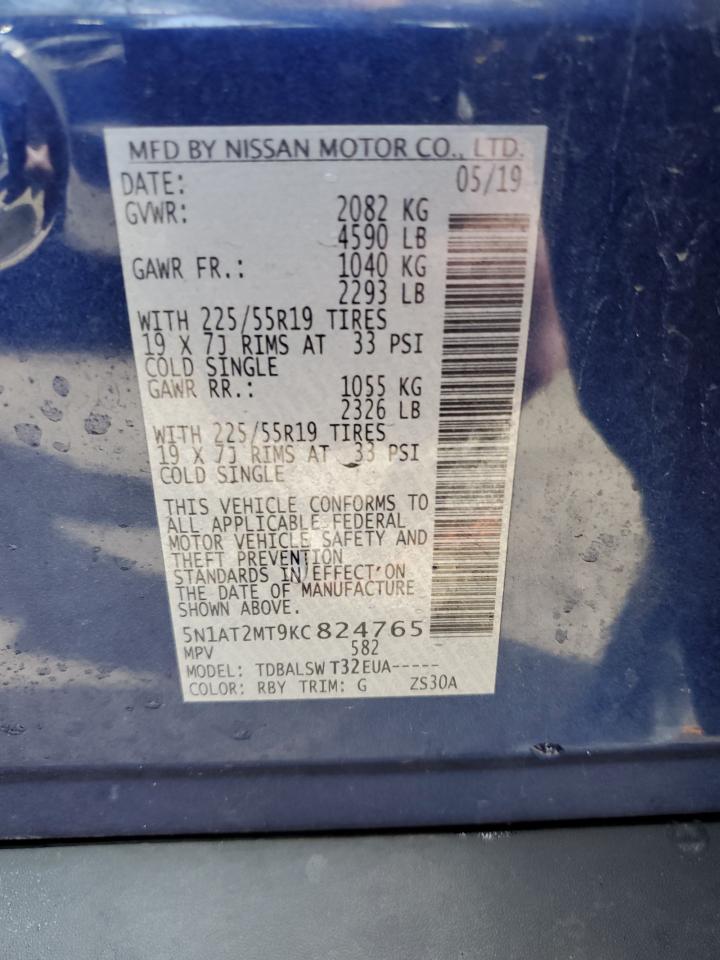 MFD BY NISSAN MOTOR CO., LTD.
DATE: 05/19
GVWR: 2082 KG
4590 LB
GAWR FR.: 1040 KG
2293 LB
WITH 225/55R19 TIRES
19 X 7J RIMS AT 33 PSI
COLD SINGLE
GAWR RR.: 1055 KG
2326 LB
WITH 225/55R19 TIRES
19 X 7J RIMS AT 33 PSI
COLD SINGLE
THIS VEHICLE CONFORMS TO
ALL APPLICABLE FEDERAL
MOTOR VEHICLE SAFETY AND
THEFT PREVENTION
STANDARDS IN EFFECT ON
THE DATE OF MANUFACTURE
SHOWN ABOVE.
5N1AT2MT9KC824765
MPV 582
MODEL: TDBALSWT32EUA-----
COLOR: RBY TRIM: G ZS30A